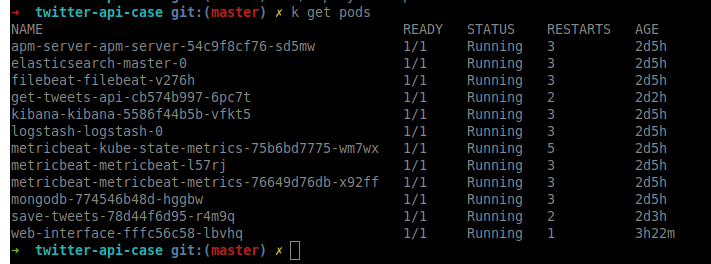 ➜  twitter-api-case git:(master) ✗ k get pods
NAME READY STATUS RESTARTS AGE
apm-server-apm-server-54c9f8cf76-sd5mw 1/1 Running 3 2d5h
elasticsearch-master-0 1/1 Running 3 2d5h
filebeat-filebeat-v276h 1/1 Running 3 2d5h
get-tweets-api-cb574b997-6pc7t 1/1 Running 2 2d2h
kibana-kibana-5586f44b5b-vfkt5 1/1 Running 3 2d5h
logstash-logstash-0 1/1 Running 3 2d5h
metricbeat-kube-state-metrics-75b6bd7775-wm7wx 1/1 Running 5 2d5h
metricbeat-metricbeat-l57rj 1/1 Running 3 2d5h
metricbeat-metricbeat-metrics-76649d76db-x92ff 1/1 Running 3 2d5h
mongodb-774546b48d-hggbw 1/1 Running 3 2d5h
save-tweets-78d44f6d95-r4m9q 1/1 Running 2 2d3h
web-interface-fffc56c58-lbvhq 1/1 Running 1 3h22m
➜  twitter-api-case git:(master) ✗